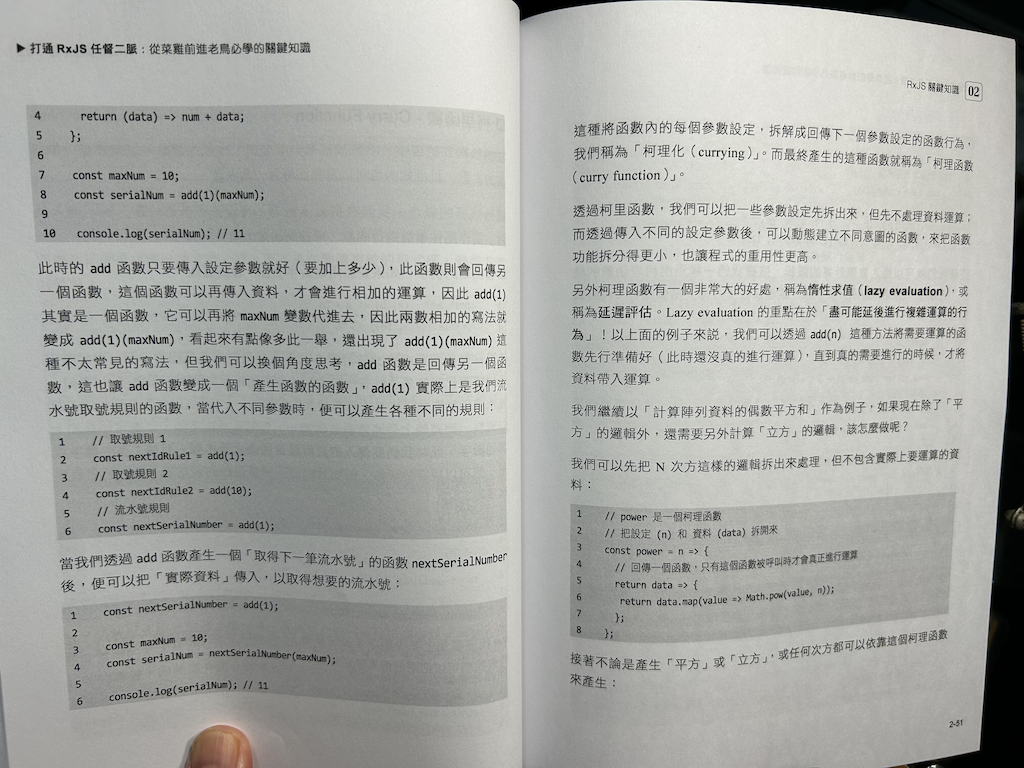 ▶ 打通 RxJS 任督二脈：從菜雞前進老鳥必學的關鍵知識
4 return (data) => num + data;
5 };
6
7 const maxNum = 10;
8 const serialNum = add(1)(maxNum);
9
10 console.log(serialNum); // 11
此時的 add 函數只要傳入設定參數就好（要加上多少），此函數則會回傳另
一個函數，這個函數可以再傳入資料，才會進行相加的運算，因此 add(1)
其實是一個函數，它可以再將 maxNum 變數代進去，因此兩數相加的寫法就
變成 add(1)(maxNum)，看起來有點像多此一舉，還出現了 add(1)(maxNum) 這
種不太常見的寫法，但我們可以換個角度思考，add 函數是回傳另一個函
數，這也讓 add 函數變成一個「產生函數的函數」，add(1) 實際上是我們流
水號取號規則的函數，當代入不同參數時，便可以產生各種不同的規則：
1 // 取號規則 1
2 const nextIdRule1 = add(1);
3 // 取號規則 2
4 const nextIdRule2 = add(10);
5 // 流水號規則
6 const nextSerialNumber = add(1);
當我們透過 add 函數產生一個「取得下一筆流水號」的函數 nextSerialNumber
後，便可以把「實際資料」傳入，以取得想要的流水號：
1 const nextSerialNumber = add(1);
2
3 const maxNum = 10;
4 const serialNum = nextSerialNumber(maxNum);
5
6 console.log(serialNum); // 11
RxJS 關鍵知識 02
這種將函數內的每個參數設定，拆解成回傳下一個參數設定的函數行為，
我們稱為「柯理化（currying）」。而最終產生的這種函數就稱為「柯理函數
（curry function）」。
透過柯里函數，我們可以把一些參數設定先拆出來，但先不處理資料運算；
而透過傳入不同的設定參數後，可以動態建立不同意圖的函數，來把函數
功能拆分得更小，也讓程式的重用性更高。
另外柯理函數有一個非常大的好處，稱為惰性求值（lazy evaluation），或
稱為延遲評估。Lazy evaluation 的重點在於「盡可能延後進行複雜運算的行
為」！以上面的例子來說，我們可以透過 add(n) 這種方法將需要運算的函
數先行準備好（此時還沒真的進行運算），直到真的需要進行的時候，才將
資料帶入運算。
我們繼續以「計算陣列資料的偶數平方和」作為例子，如果現在除了「平
方」的邏輯外，還需要另外計算「立方」的邏輯，該怎麼做呢？
我們可以先把 N 次方這樣的邏輯拆出來處理，但不包含實際上要運算的資
料：
1 // power 是一個柯理函數
2 // 把設定 (n) 和 資料 (data) 拆開來
3 const power = n => {
4 // 回傳一個函數，只有這個函數被呼叫時才會真正進行運算
5 return data => {
6 return data.map(value => Math.pow(value, n));
7 };
8 };
接著不論是產生「平方」或「立方」，或任何次方都可以依靠這個柯理函數
來產生：
2-51